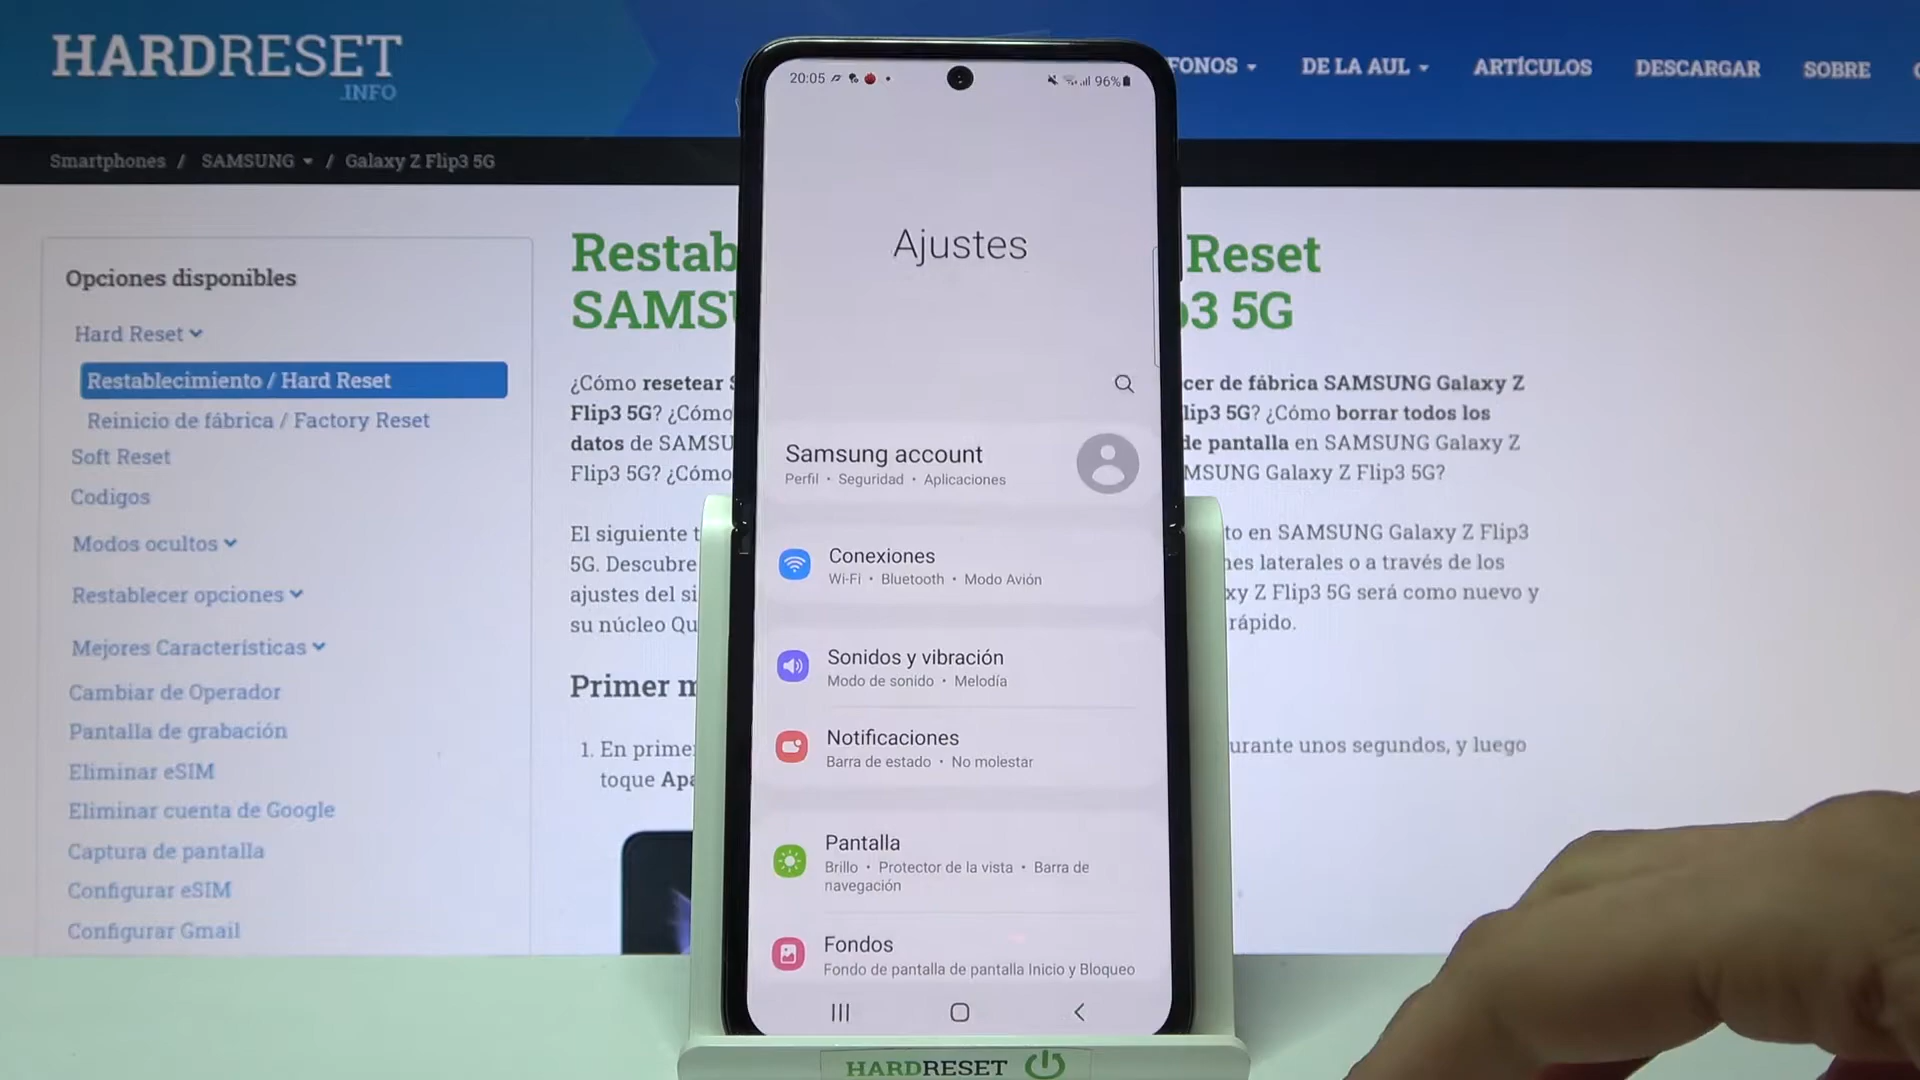 HARDRESET
.INFO
FONOS
DE LA AUL
ARTÍCULOS
DESCARGAR
SOBRE
Smartphones / SAMSUNG / Galaxy Z Flip3 5G
Opciones disponibles
Hard Reset
Restablecimiento / Hard Reset
Reinicio de fábrica / Factory Reset
Soft Reset
Codigos
Modos ocultos
Restablecer opciones
Mejores Características
Cambiar de Operador
Pantalla de grabación
Eliminar eSIM
Eliminar cuenta de Google
Captura de pantalla
Configurar eSIM
Configurar Gmail
Restab Reset
SAMSU p3 5G
¿Cómo resetear S cer de fábrica SAMSUNG Galaxy Z
Flip3 5G? ¿Cómo lip3 5G? ¿Cómo borrar todos los
datos de SAMSU de pantalla en SAMSUNG Galaxy Z
Flip3 5G? ¿Cómo MSUNG Galaxy Z Flip3 5G?
El siguiente t to en SAMSUNG Galaxy Z Flip3
5G. Descubre nes laterales o a través de los
ajustes del si xy Z Flip3 5G será como nuevo y
su núcleo Qu rápido.
Primer m
1. En prime urante unos segundos, y luego
toque Apa
20:05
96%
Ajustes
Samsung account
Perfil • Seguridad • Aplicaciones
Conexiones
Wi-Fi • Bluetooth • Modo Avión
Sonidos y vibración
Modo de sonido • Melodía
Notificaciones
Barra de estado • No molestar
Pantalla
Brillo • Protector de la vista • Barra de
navegación
Fondos
Fondo de pantalla de pantalla Inicio y Bloqueo
HARDRESET